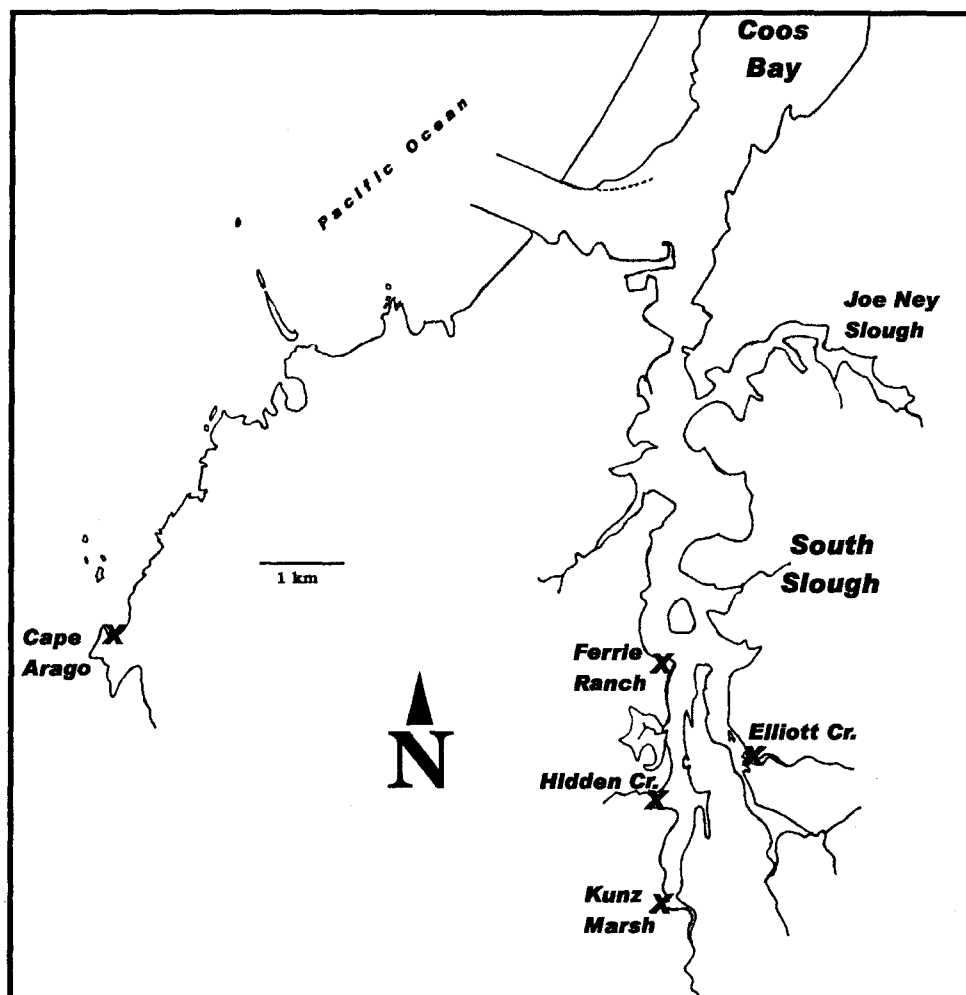 Coos
Bay
Pacific Ocean
Joe Ney
Slough
South
Slough
1 km
Cape
Arago
X
Ferrie
X
Ranch
N
Elliott Cr.
X
Hidden Cr.
X
Kunz
X
Marsh